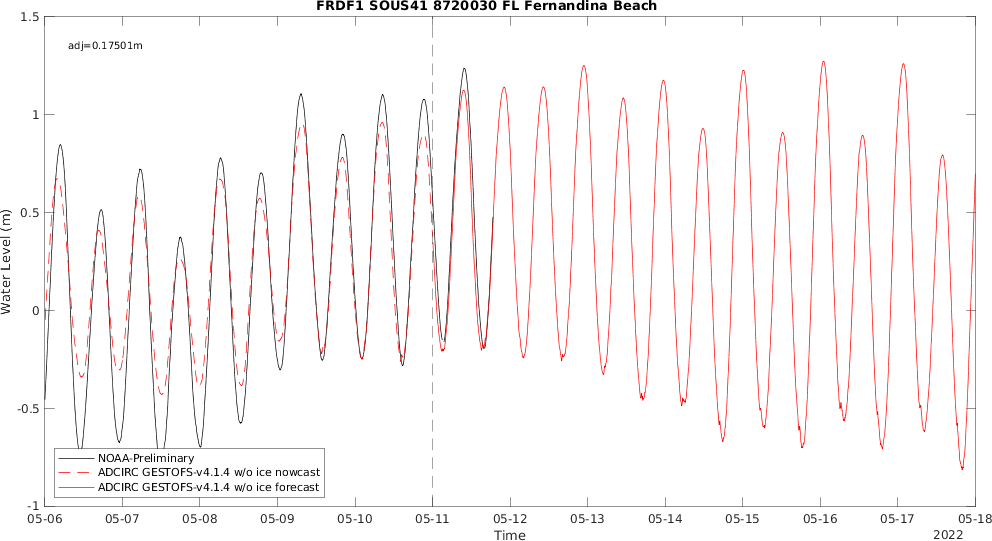 FRDF1 SOUS41 8720030 FL Fernandina Beach
adj=0.17501m
Water Level (m)
1.5
1
0.5
0
-0.5
-1
NOAA-Preliminary
ADCIRC GESTOFS-v4.1.4 w/o ice nowcast
ADCIRC GESTOFS-v4.1.4 w/o ice forecast
05-06 05-07 05-08 05-09 05-10 05-11 05-12 05-13 05-14 05-15 05-16 05-17 05-18
Time
2022